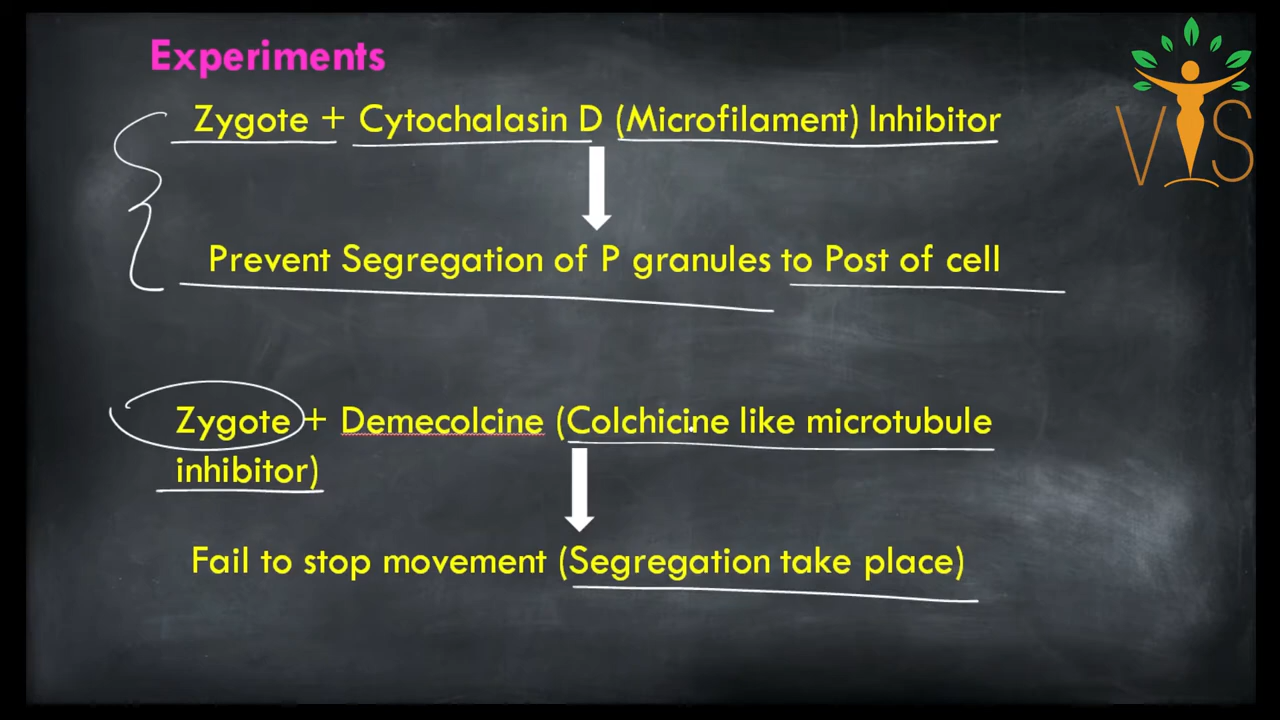 Experiments
Zygote + Cytochalasin D (Microfilament) Inhibitor
Prevent Segregation of P granules to Post of cell
Zygote + Demecolcine (Colchicine like microtubule
inhibitor)
Fail to stop movement (Segregation take place)
VIS